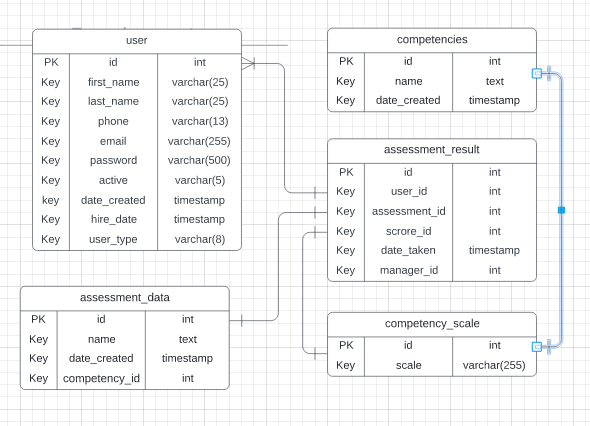 user
PK id int
Key first_name varchar(25)
Key last_name varchar(25)
Key phone varchar(13)
Key email varchar(255)
Key password varchar(500)
Key active varchar(5)
key date_created timestamp
Key hire_date timestamp
Key user_type varchar(8)
competencies
PK id int
Key name text
Key date_created timestamp
assessment_result
PK id int
Key user_id int
Key assessment_id int
Key scrore_id int
Key date_taken timestamp
Key manager_id int
assessment_data
PK id int
Key name text
Key date_created timestamp
Key competency_id int
competency_scale
PK id int
Key scale varchar(255)